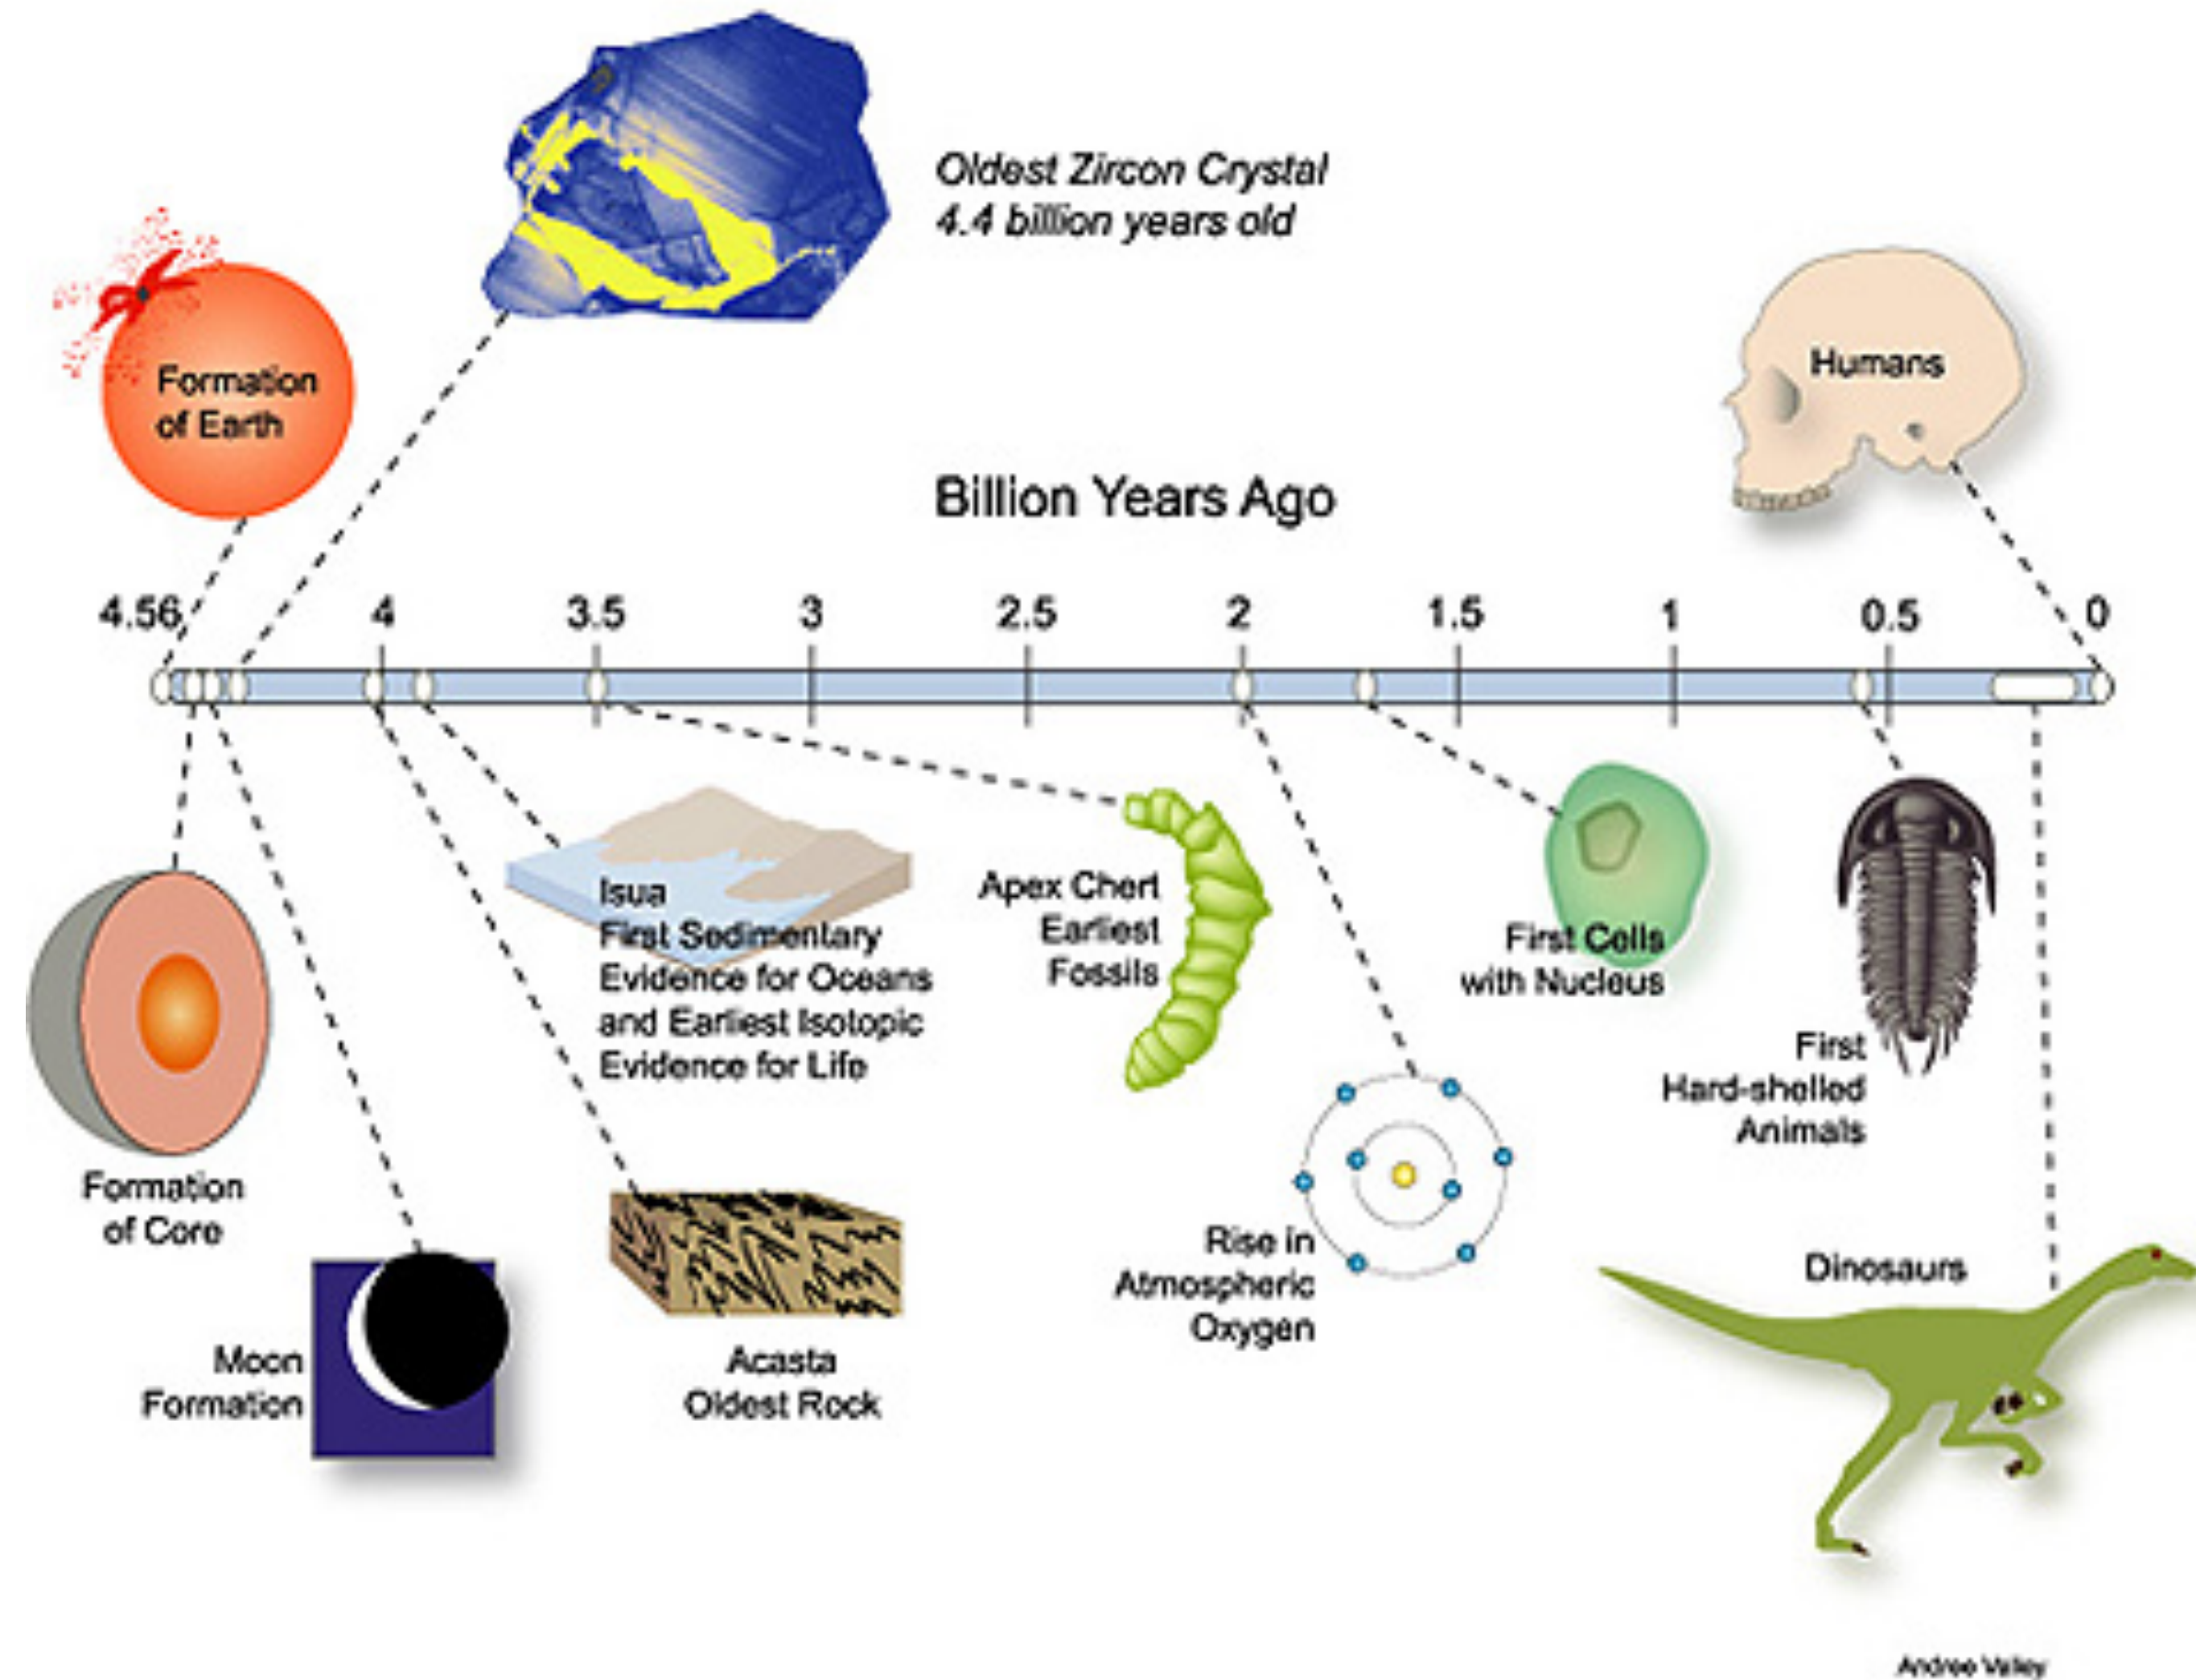 Oldest Zircon Crystal
4.4 billion years old
Formation
of Earth
Humans
Billion Years Ago
4.56 4 3.5 3 2.5 2 1.5 1 0.5 0
Isua
First Sedimentary
Evidence for Oceans
and Earliest Isotopic
Evidence for Life
Apex Chert
Earliest
Fossils
First Cells
with Nucleus
First
Hard-shelled
Animals
Formation
of Core
Moon
Formation
Acasta
Oldest Rock
Rise in
Atmospheric
Oxygen
Dinosaurs
Andree Valley